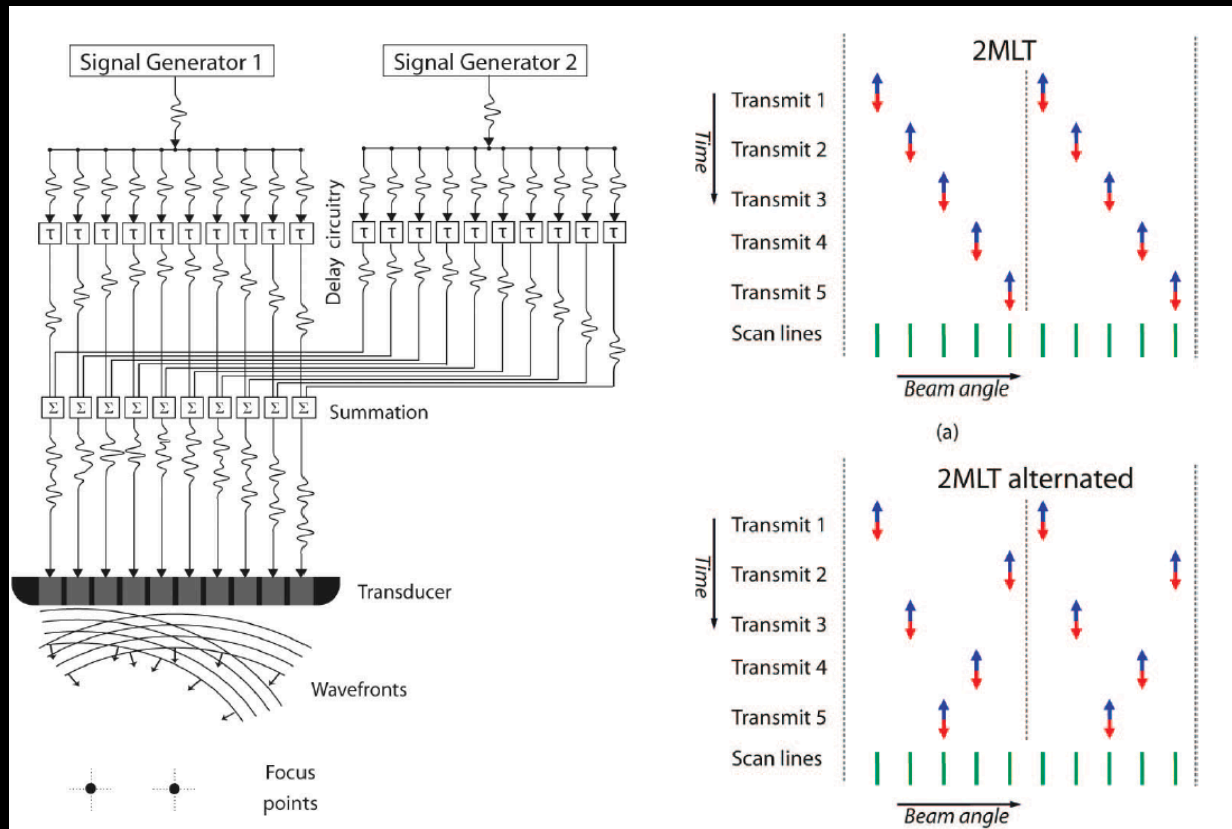 Signal Generator 1
Signal Generator 2
τ τ τ τ τ τ τ τ τ τ
τ τ τ τ τ τ τ τ τ τ
Delay circuitry
Σ Σ Σ Σ Σ Σ Σ Σ Σ Σ
Summation
Transducer
Wavefronts
Focus
points
2MLT
Time
Transmit 1
Transmit 2
Transmit 3
Transmit 4
Transmit 5
Scan lines
Beam angle
(a)
2MLT alternated
Time
Transmit 1
Transmit 2
Transmit 3
Transmit 4
Transmit 5
Scan lines
Beam angle